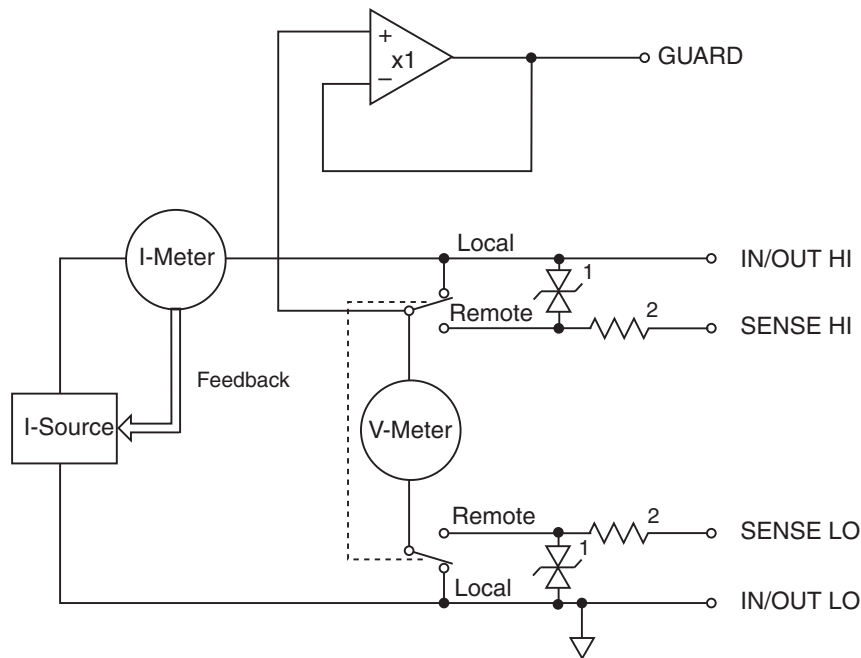 +
x1
−
GUARD
I-Meter
Local
IN/OUT HI
1
Remote
2
SENSE HI
Feedback
I-Source
V-Meter
Remote
2
SENSE LO
1
Local
IN/OUT LO